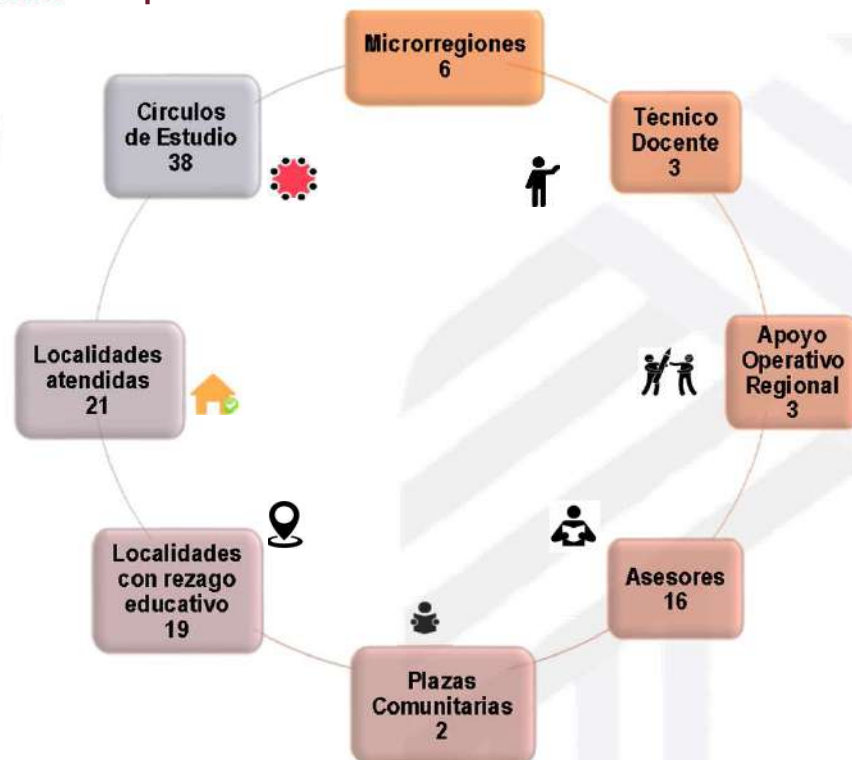 Microrregiones
6
Técnico
Docente
3
Apoyo
Operativo
Regional
3
Asesores
16
Plazas
Comunitarias
2
Localidades
con rezago
educativo
19
Localidades
atendidas
21
Círculos
de Estudio
38